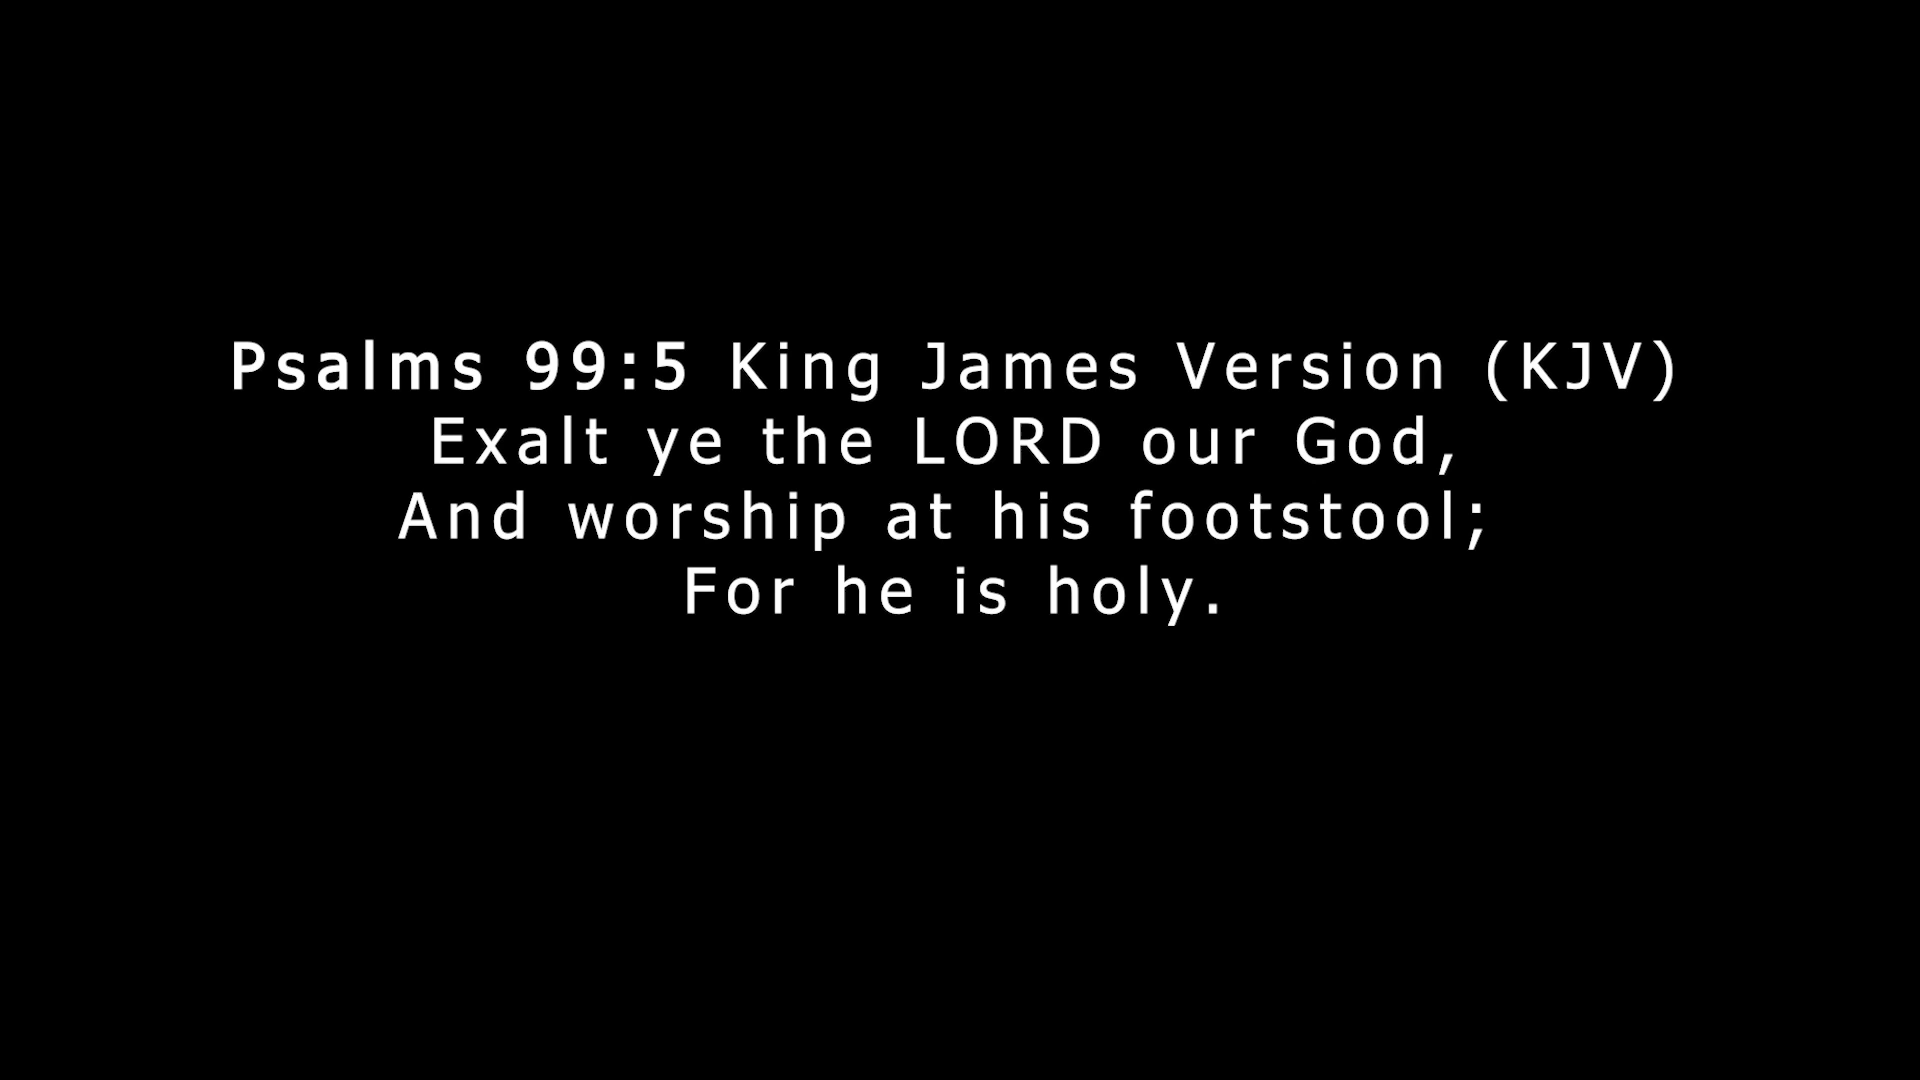 Psalms 99:5 King James Version (KJV)
Exalt ye the LORD our God,
And worship at his footstool;
For he is holy.